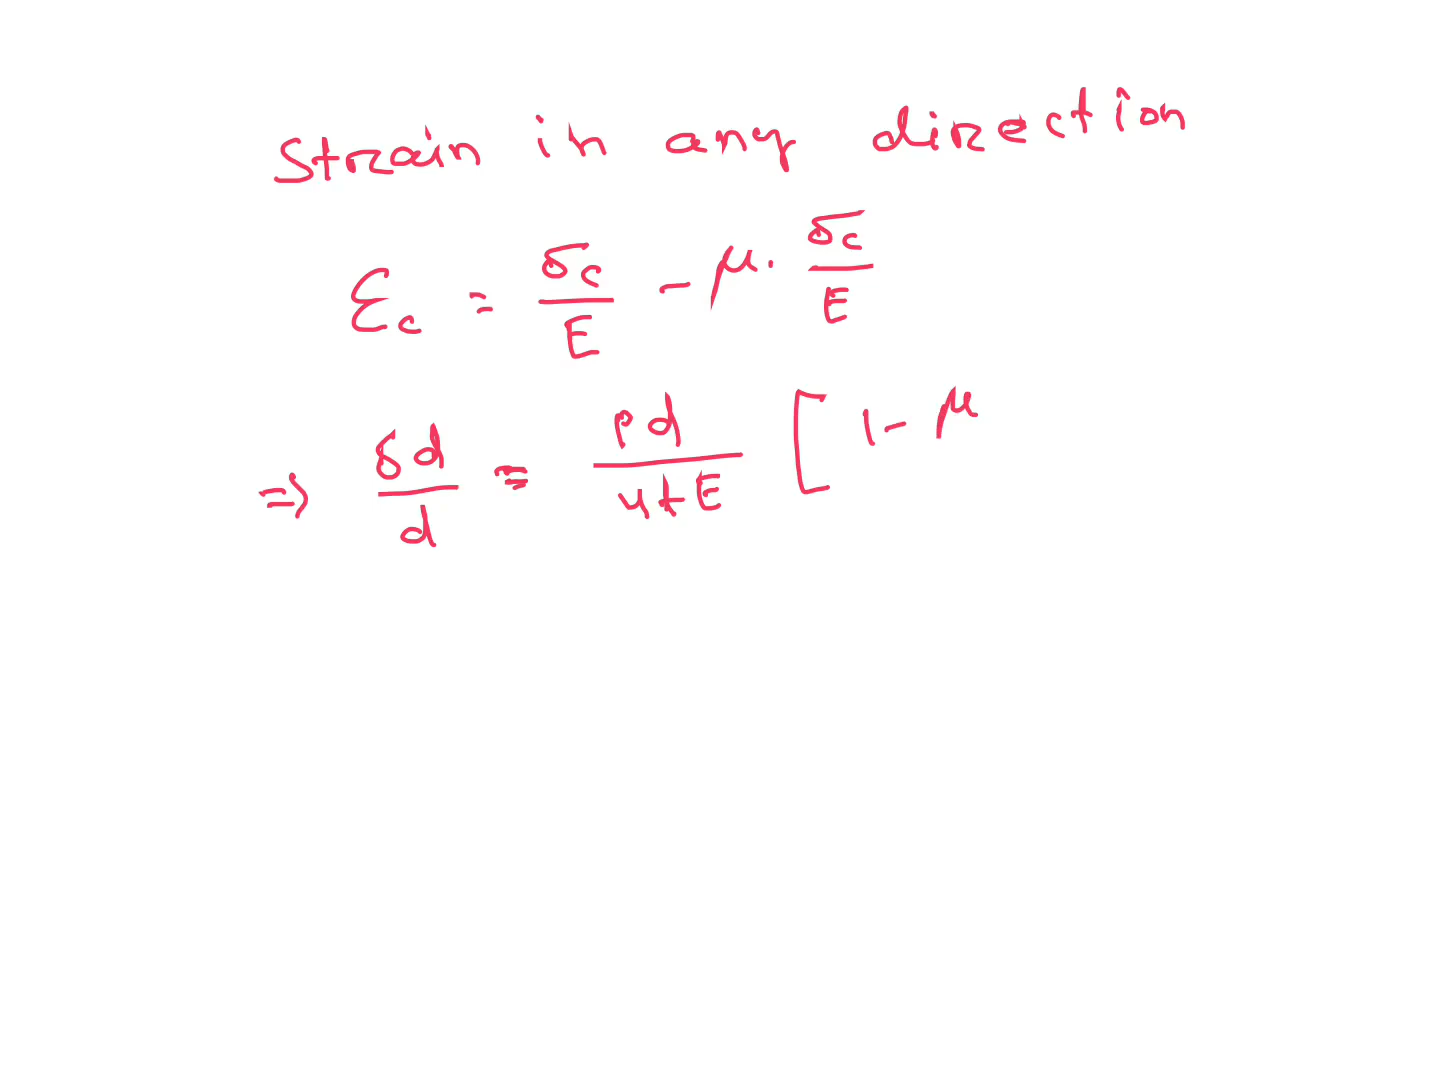 Strain in any direction
εc = σc/E - μ. σc/E
⇒ δd/d = pd/4tE [1-μ